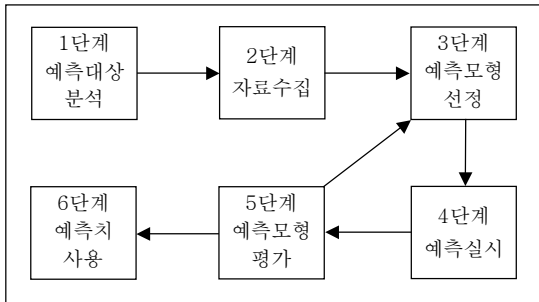 1단계
예측대상
분석
2단계
자료수집
3단계
예측모형
선정
4단계
예측실시
5단계
예측모형
평가
6단계
예측치
사용